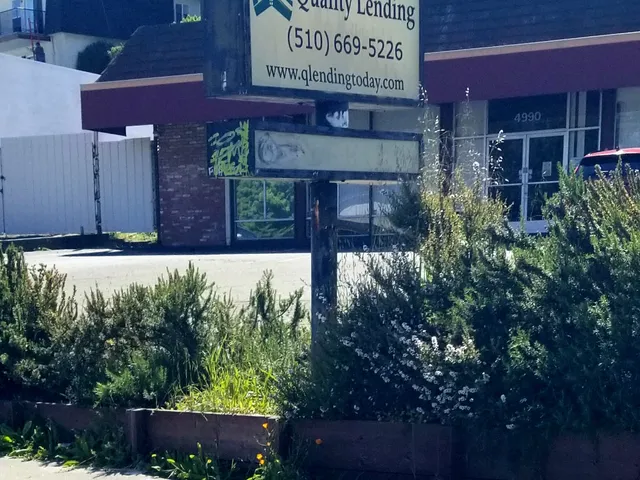 Quality Lending
(510) 669-5226
www.qlendingtoday.com
4990